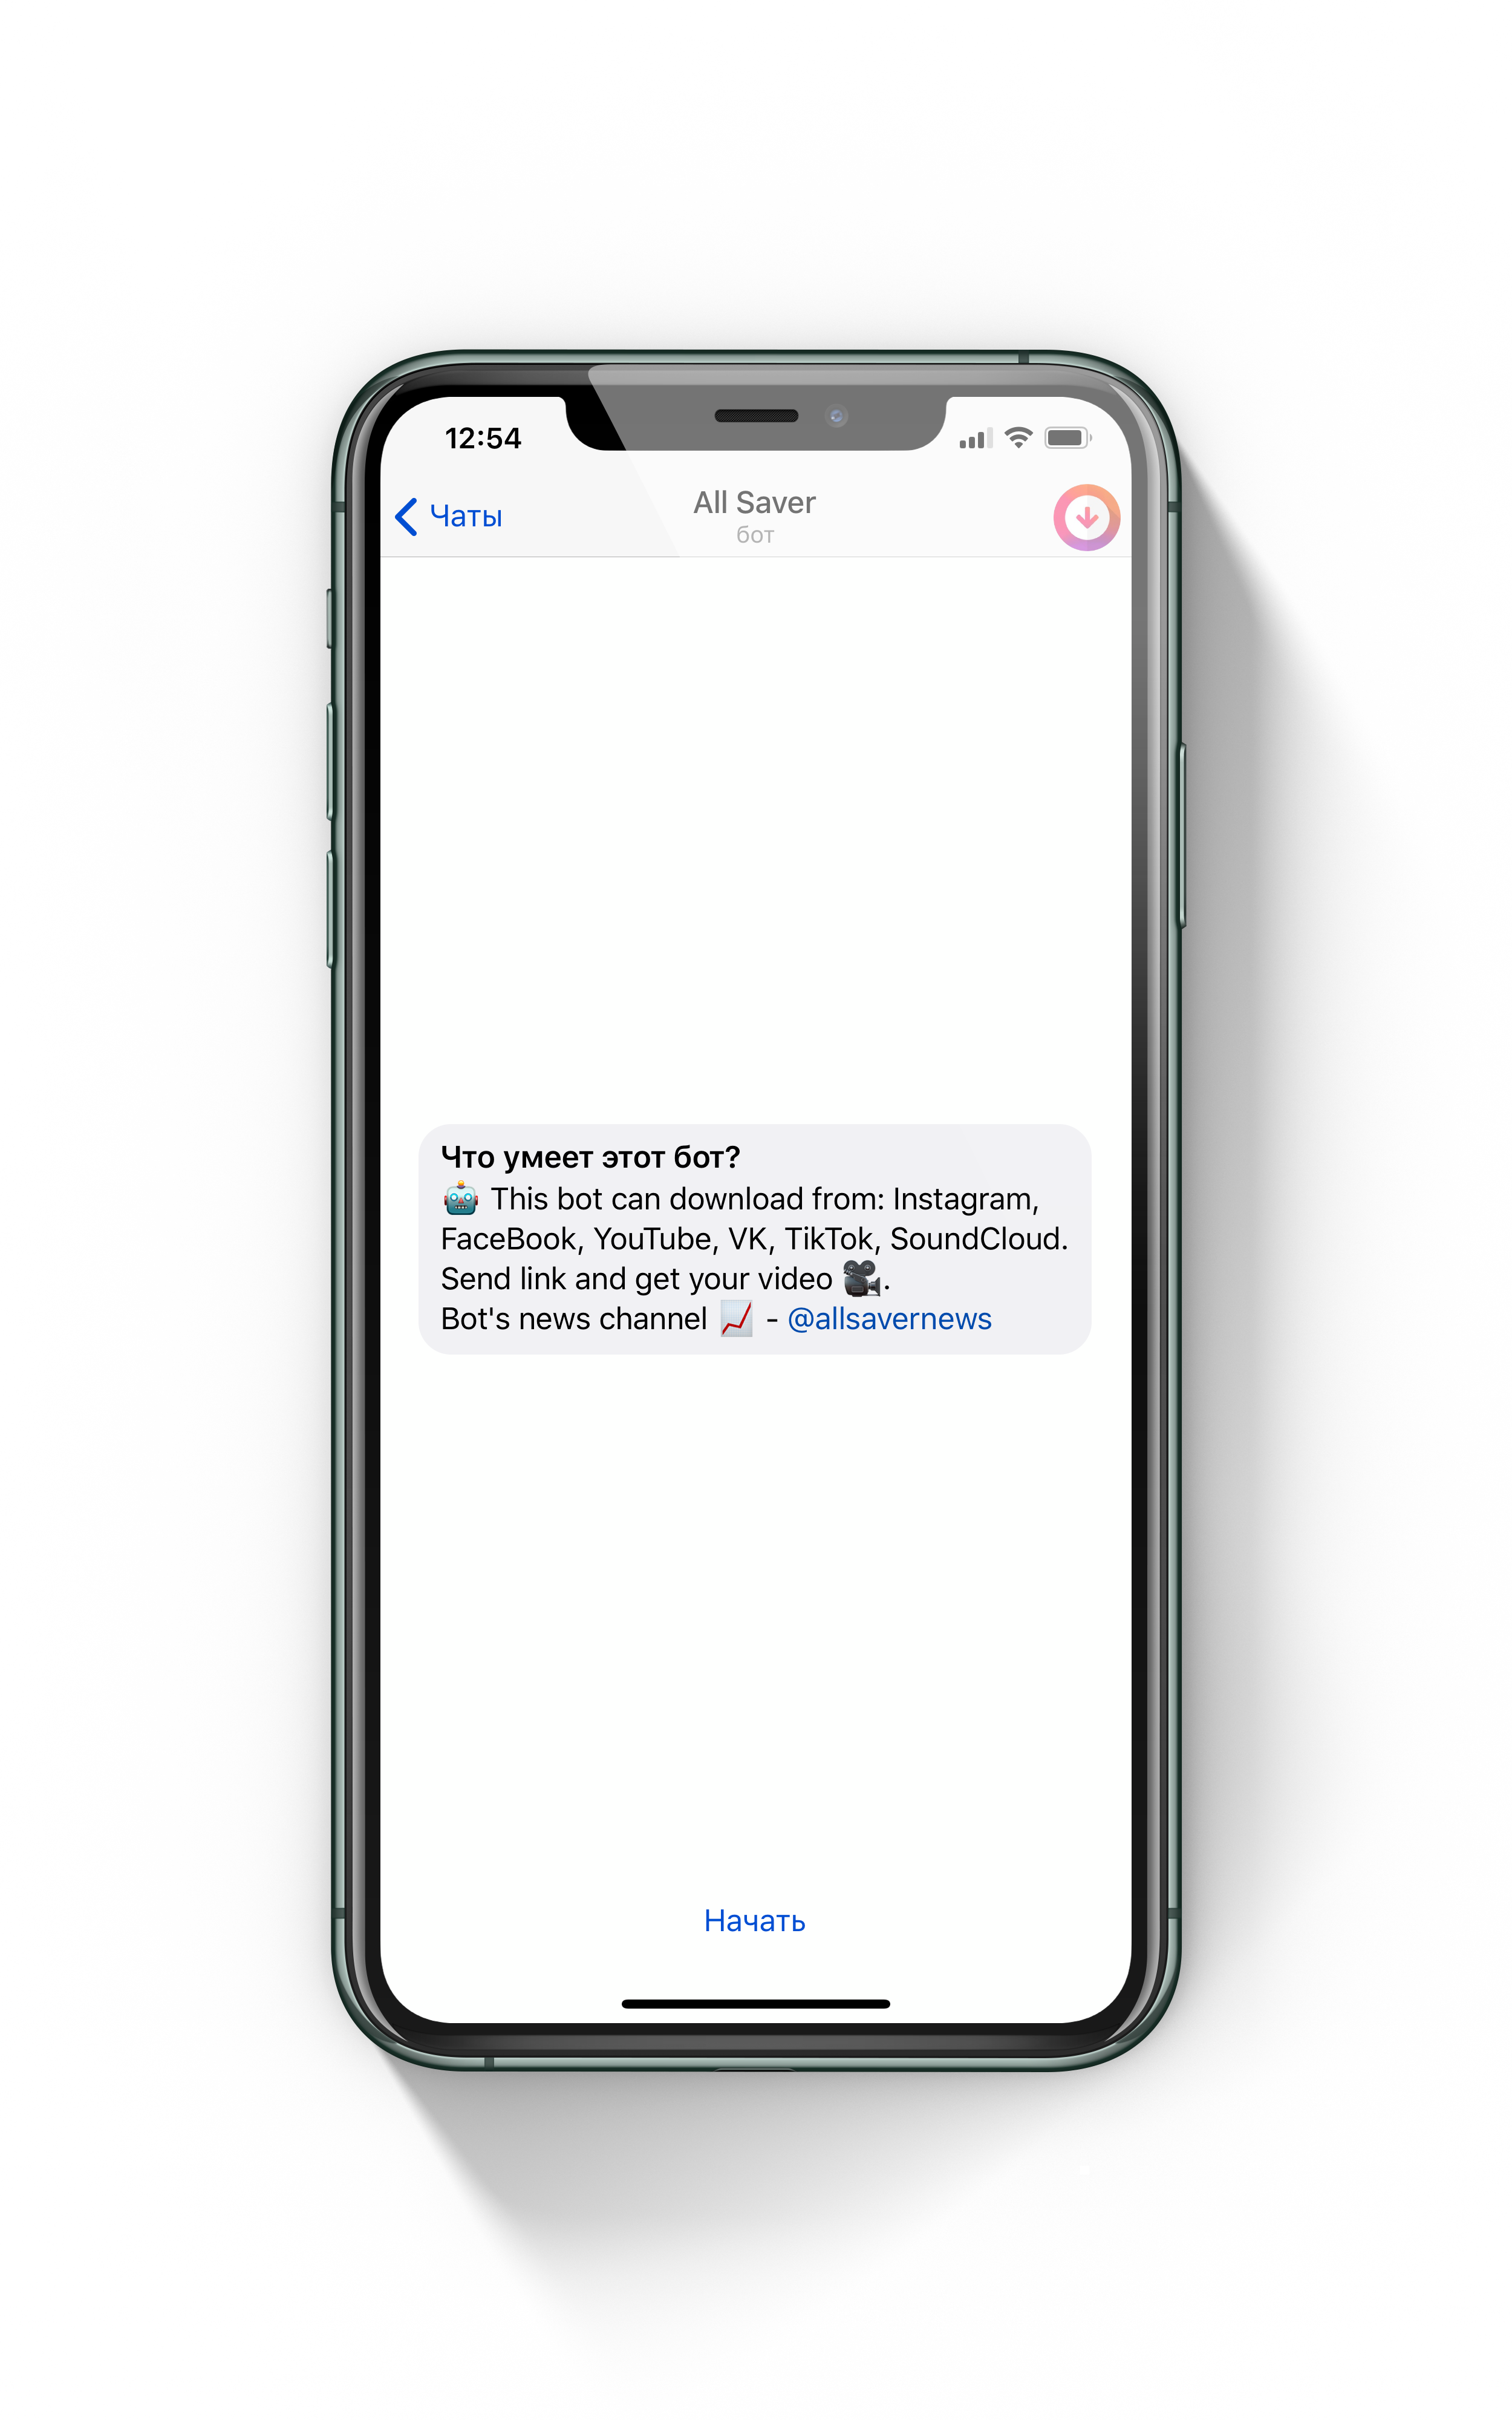 12:54
Чаты
All Saver
бот
Что умеет этот бот?
🤖 This bot can download from: Instagram,
FaceBook, YouTube, VK, TikTok, SoundCloud.
Send link and get your video 🎥.
Bot's news channel 📈 - @allsavernews
Начать